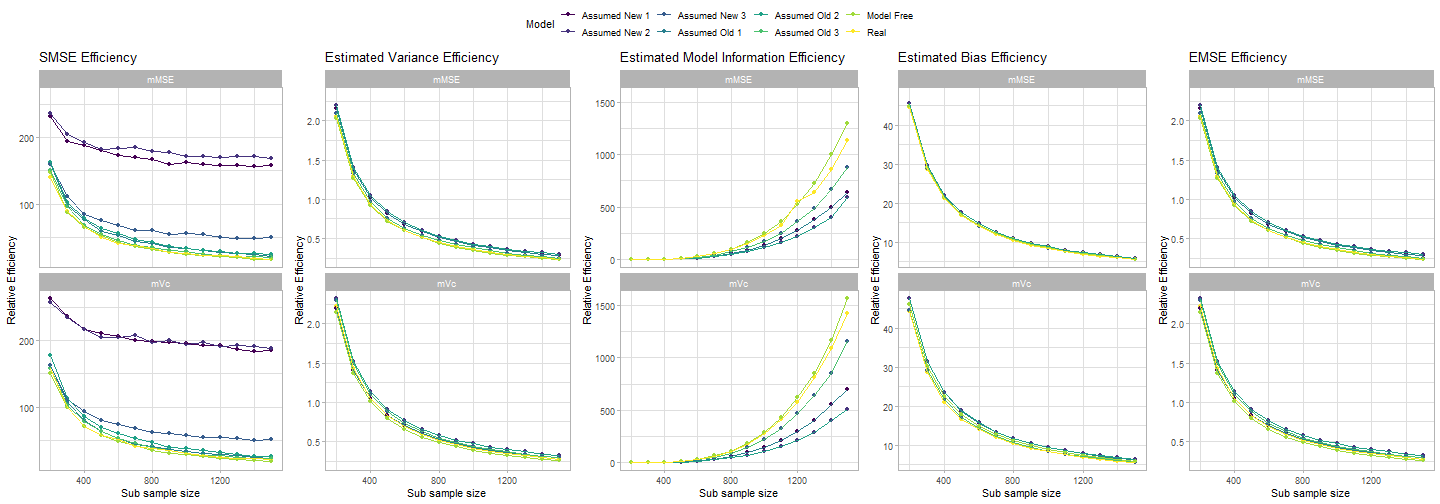 Model
Assumed New 1
Assumed New 3
Assumed Old 2
Model Free
Assumed New 2
Assumed Old 1
Assumed Old 3
Real
SMSE Efficiency
Estimated Variance Efficiency
Estimated Model Information Efficiency
Estimated Bias Efficiency
EMSE Efficiency
mMSE
mMSE
mMSE
mMSE
mMSE
200
100
2.0
1.5
1.0
0.5
1500
1000
500
0
40
30
20
10
2.0
1.5
1.0
0.5
Relative Efficiency
Relative Efficiency
Relative Efficiency
Relative Efficiency
Relative Efficiency
mVc
mVc
mVc
mVc
mVc
200
100
2.0
1.5
1.0
0.5
1500
1000
500
0
40
30
20
10
2.0
1.5
1.0
0.5
400 800 1200
400 800 1200
400 800 1200
400 800 1200
400 800 1200
Sub sample size
Sub sample size
Sub sample size
Sub sample size
Sub sample size